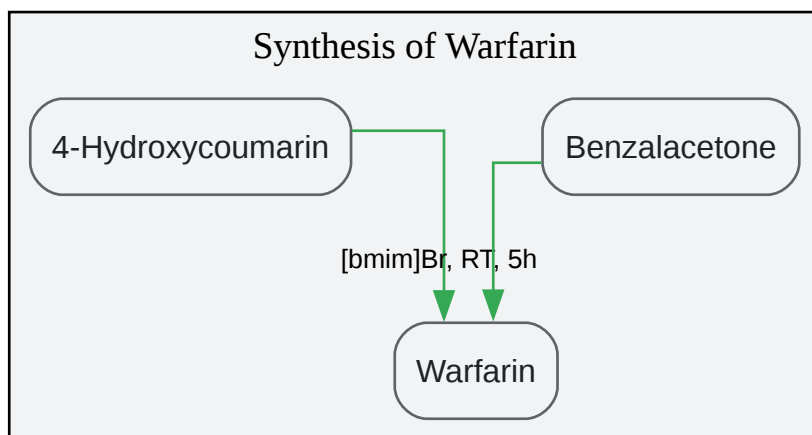 Synthesis of Warfarin
4-Hydroxycoumarin
Benzalacetone
[bmim]Br, RT, 5h
Warfarin